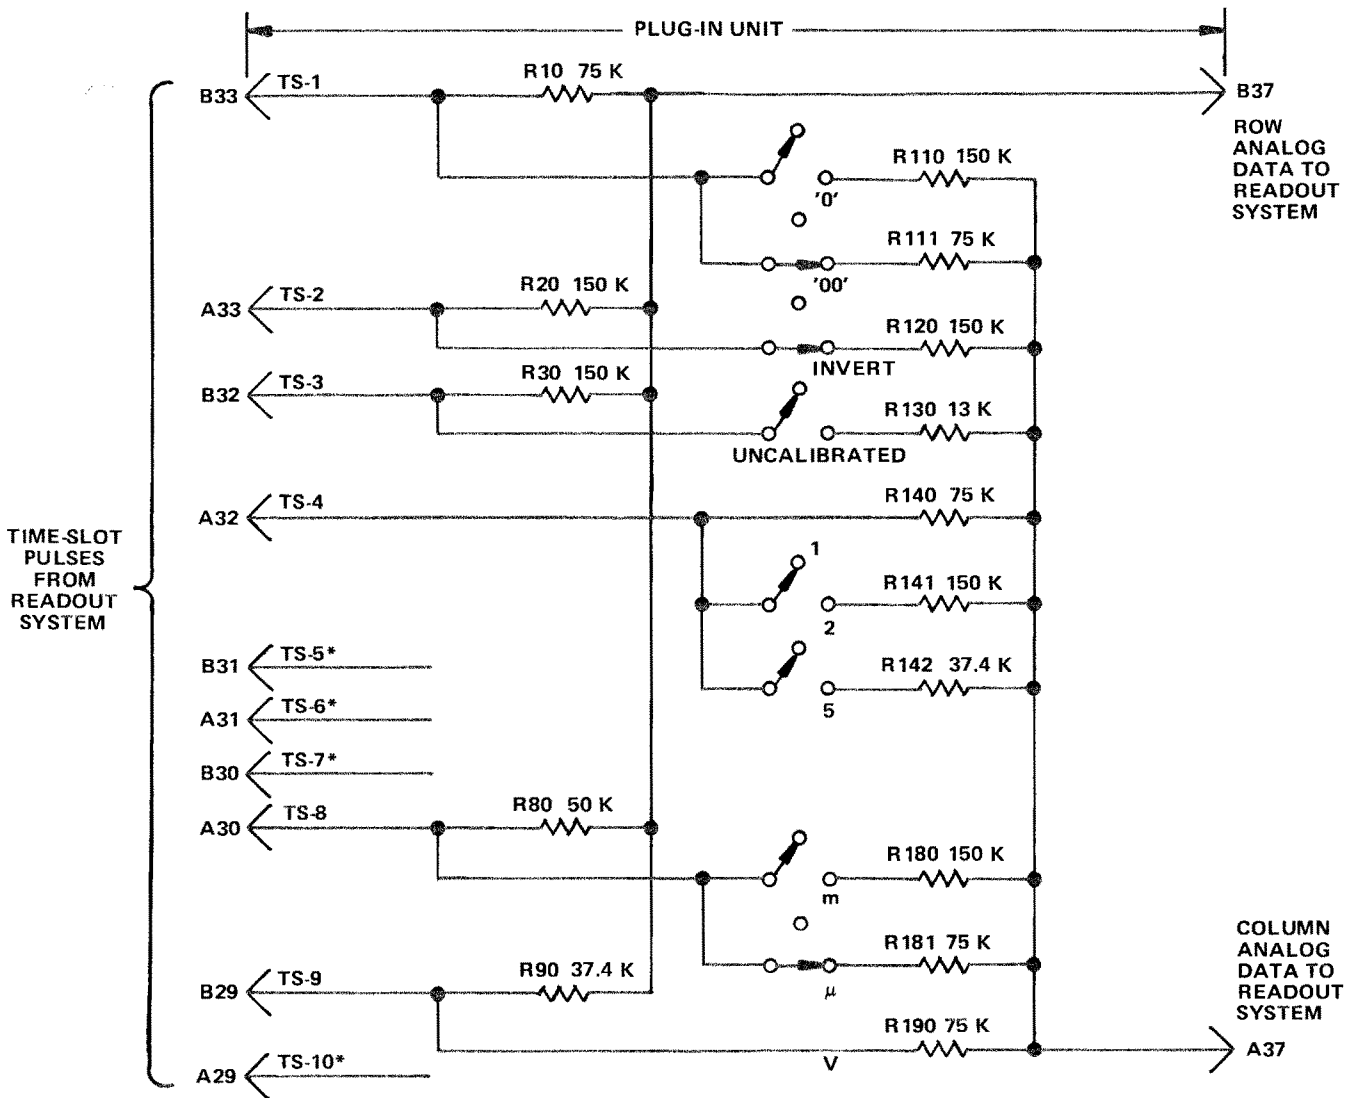 PLUG-IN UNIT
B33
TS-1
R10 75 K
B37
ROW
ANALOG
DATA TO
READOUT
SYSTEM
R110 150 K
'0'
R111 75 K
'00'
A33
TS-2
R20 150 K
R120 150 K
INVERT
B32
TS-3
R30 150 K
R130 13 K
UNCALIBRATED
A32
TS-4
R140 75 K
TIME-SLOT
PULSES
FROM
READOUT
SYSTEM
1
R141 150 K
2
R142 37.4 K
5
B31
TS-5*
A31
TS-6*
B30
TS-7*
A30
TS-8
R80 50 K
R180 150 K
m
R181 75 K
μ
B29
TS-9
R90 37.4 K
R190 75 K
V
COLUMN
ANALOG
DATA TO
READOUT
SYSTEM
A37
A29
TS-10*